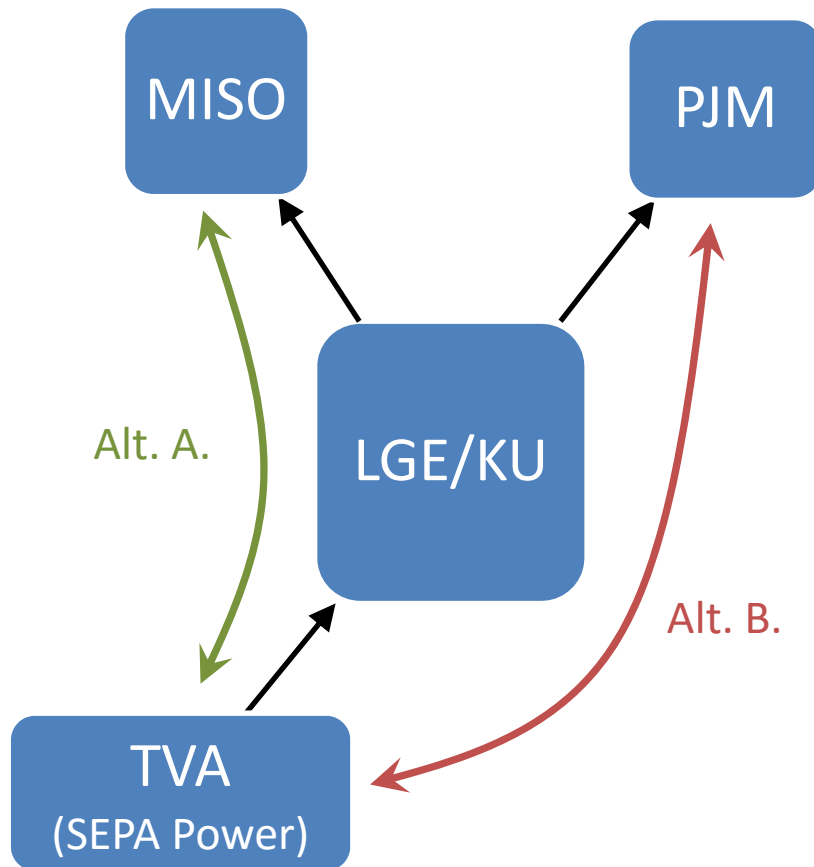 MISO
PJM
LGE/KU
Alt. A.
Alt. B.
TVA
(SEPA Power)